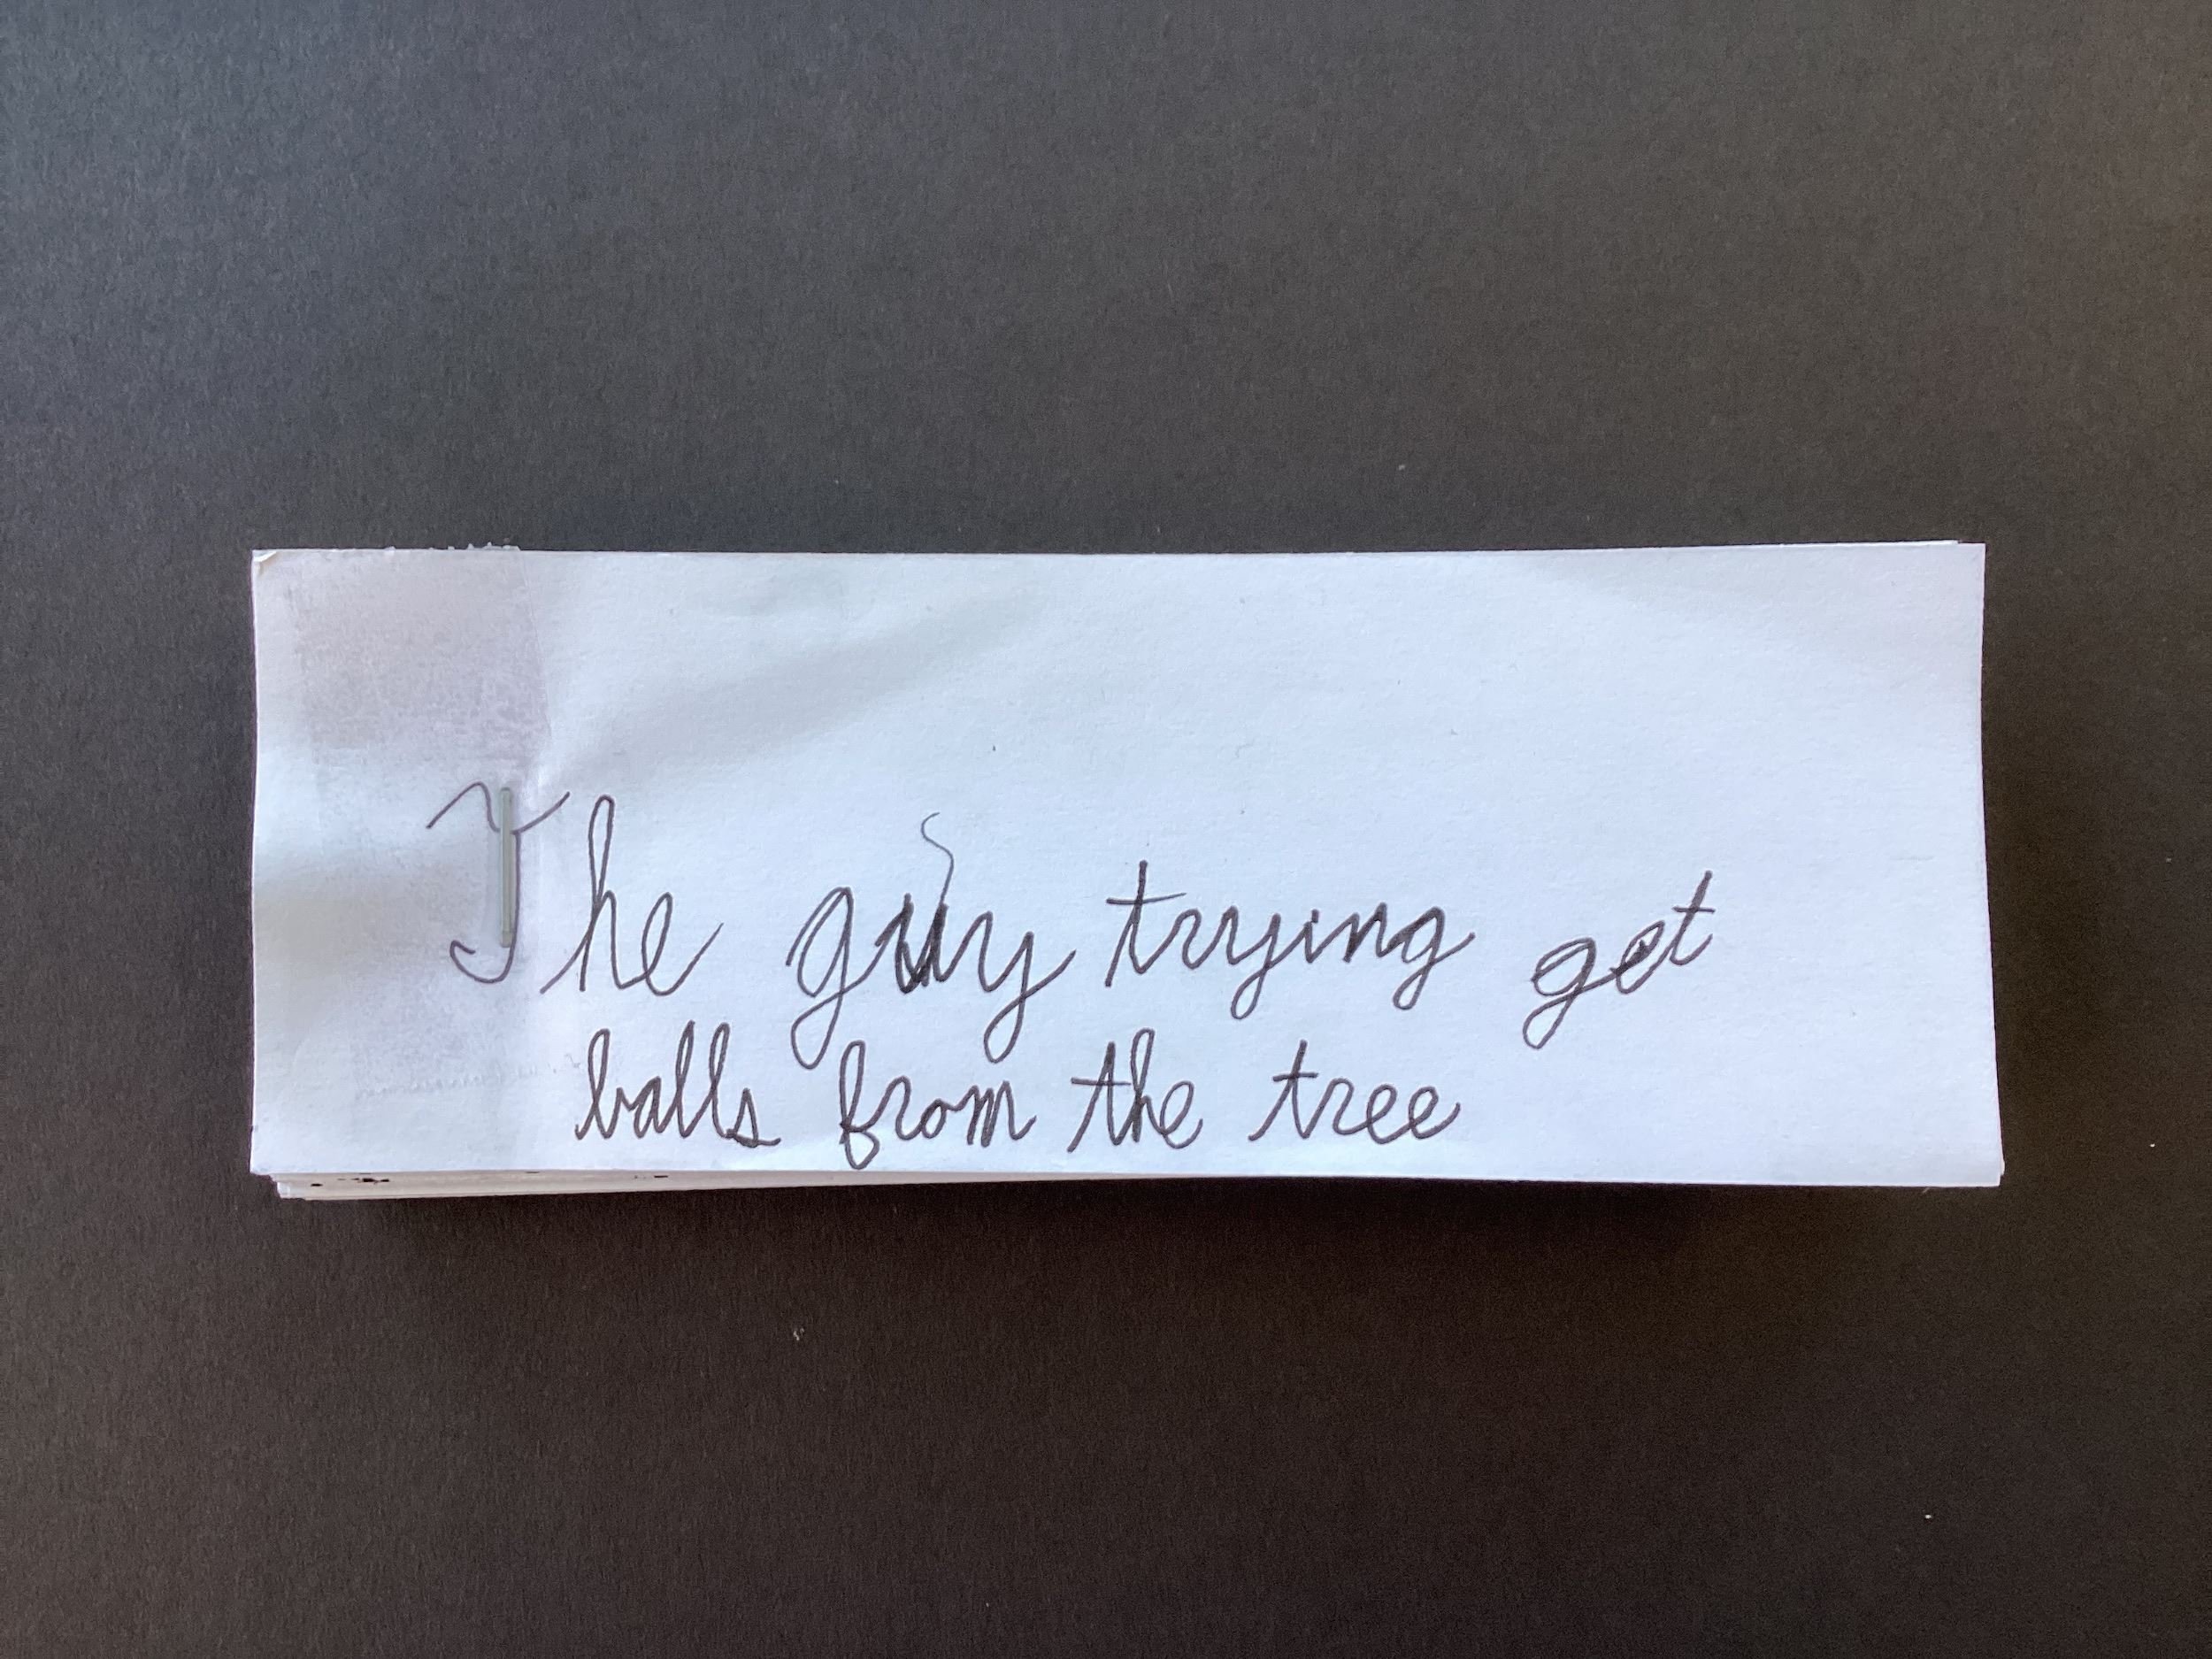 The guy trying get
balls from the tree